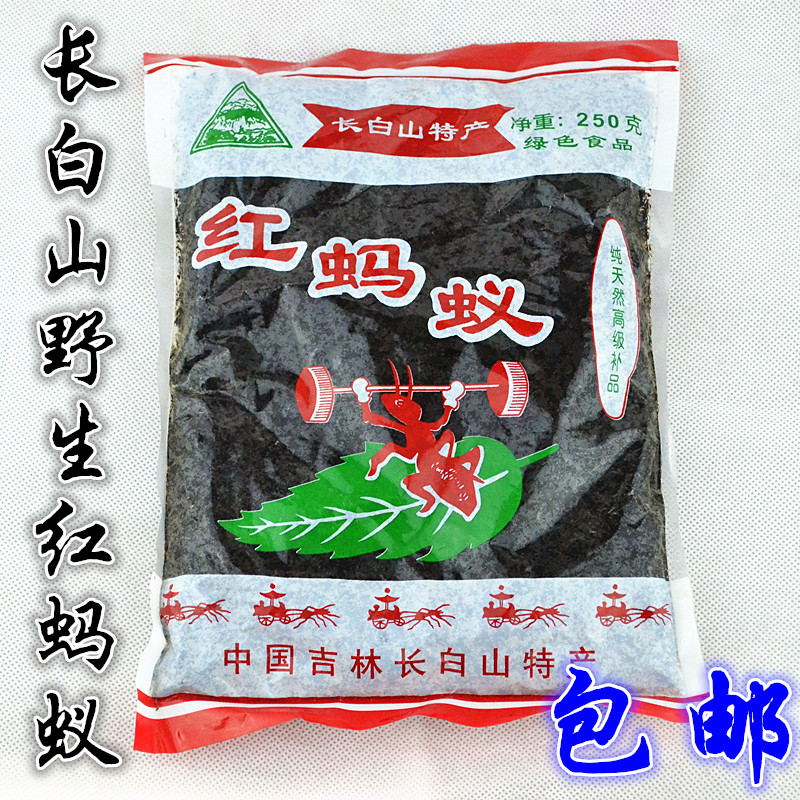 长白山野生红蚂蚁
长白山特产
净重：250克
绿色食品
红蚂蚁
纯天然高级补品
中国吉林长白山特产
包邮